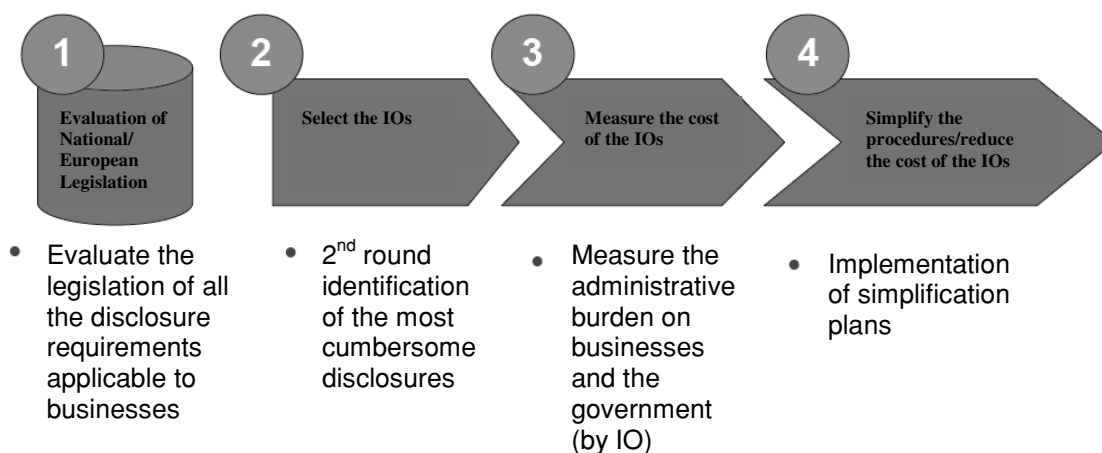 1
Evaluation of
National/
European
Legislation
2
Select the IOs
3
Measure the cost
of the IOs
4
Simplify the
procedures/reduce
the cost of the IOs
• Evaluate the
legislation of all
the disclosure
requirements
applicable to
businesses
• 2nd round
identification
of the most
cumbersome
disclosures
• Measure the
administrative
burden on
businesses
and the
government
(by IO)
• Implementation
of simplification
plans